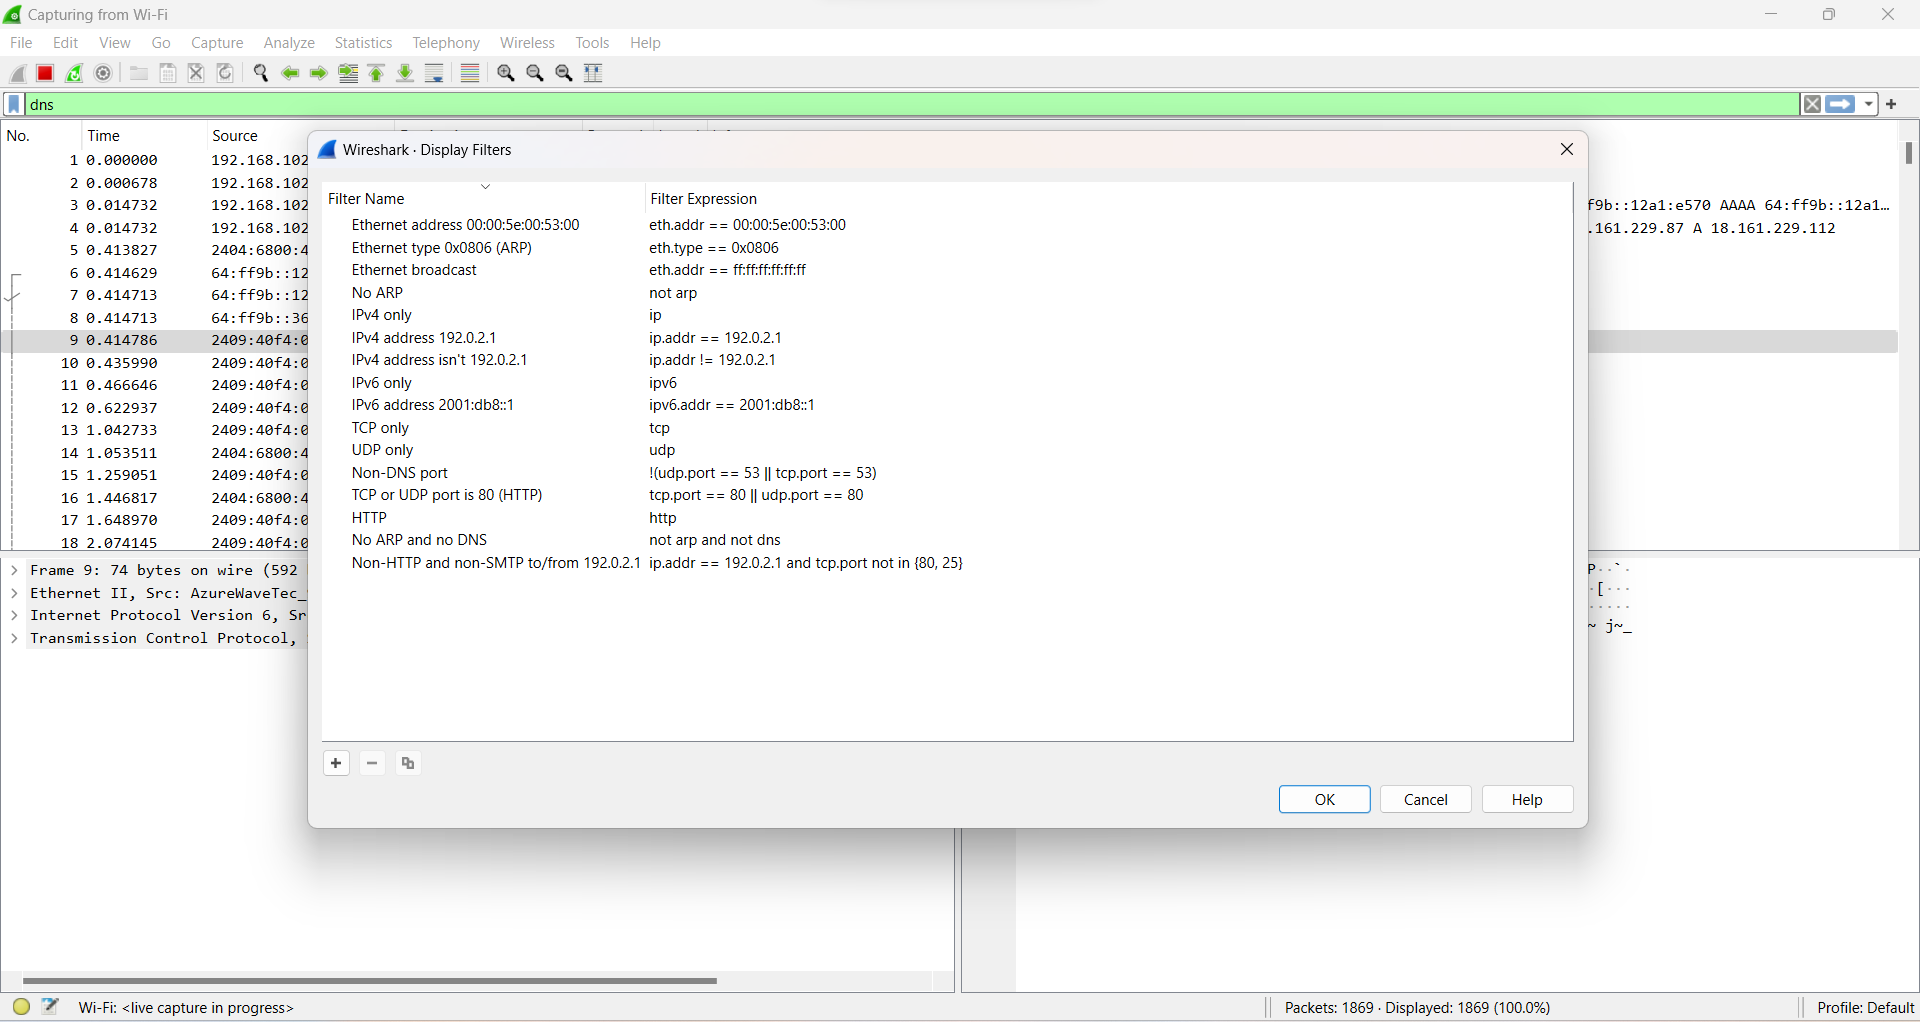 Capturing from Wi-Fi
File Edit View Go Capture Analyze Statistics Telephony Wireless Tools Help
dns
No. Time Source
Wireshark · Display Filters
Filter Name Filter Expression
Ethernet address 00:00:5e:00:53:00 eth.addr == 00:00:5e:00:53:00
Ethernet type 0x0806 (ARP) eth.type == 0x0806
Ethernet broadcast eth.addr == ff:ff:ff:ff:ff:ff
No ARP not arp
IPv4 only ip
IPv4 address 192.0.2.1 ip.addr == 192.0.2.1
IPv4 address isn't 192.0.2.1 ip.addr != 192.0.2.1
IPv6 only ipv6
IPv6 address 2001:db8::1 ipv6.addr == 2001:db8::1
TCP only tcp
UDP only udp
Non-DNS port !(udp.port == 53 || tcp.port == 53)
TCP or UDP port is 80 (HTTP) tcp.port == 80 || udp.port == 80
HTTP http
No ARP and no DNS not arp and not dns
Non-HTTP and non-SMTP to/from 192.0.2.1 ip.addr == 192.0.2.1 and tcp.port not in {80, 25}
OK Cancel Help
1 0.000000 192.168.102
2 0.000678 192.168.102
3 0.014732 192.168.102 f9b::12a1:e570 AAAA 64:ff9b::12a1…
4 0.014732 192.168.102 .161.229.87 A 18.161.229.112
5 0.413827 2404:6800:4
6 0.414629 64:ff9b::12
7 0.414713 64:ff9b::12
8 0.414713 64:ff9b::36
9 0.414786 2409:40f4:0
10 0.435990 2409:40f4:0
11 0.466646 2409:40f4:0
12 0.622937 2409:40f4:0
13 1.042733 2409:40f4:0
14 1.053511 2404:6800:4
15 1.259051 2409:40f4:0
16 1.446817 2404:6800:4
17 1.648970 2409:40f4:0
18 2.074145 2409:40f4:0
Frame 9: 74 bytes on wire (592
Ethernet II, Src: AzureWaveTec_
Internet Protocol Version 6, Sr
Transmission Control Protocol,
P··`·
·[···
·····
~ j~_
Wi-Fi: <live capture in progress> Packets: 1869 · Displayed: 1869 (100.0%) Profile: Default